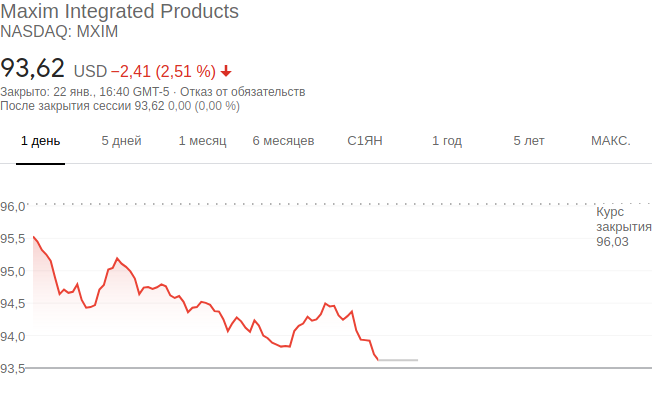 Maxim Integrated Products
NASDAQ: MXIM
93,62 USD −2,41 (2,51 %)
Закрыто: 22 янв., 16:40 GMT-5 · Отказ от обязательств
После закрытия сессии 93,62 0,00 (0,00 %)
1 день 5 дней 1 месяц 6 месяцев С1ЯН 1 год 5 лет МАКС.
96,0
Курс
закрытия
96,03
95,5
95,0
94,5
94,0
93,5